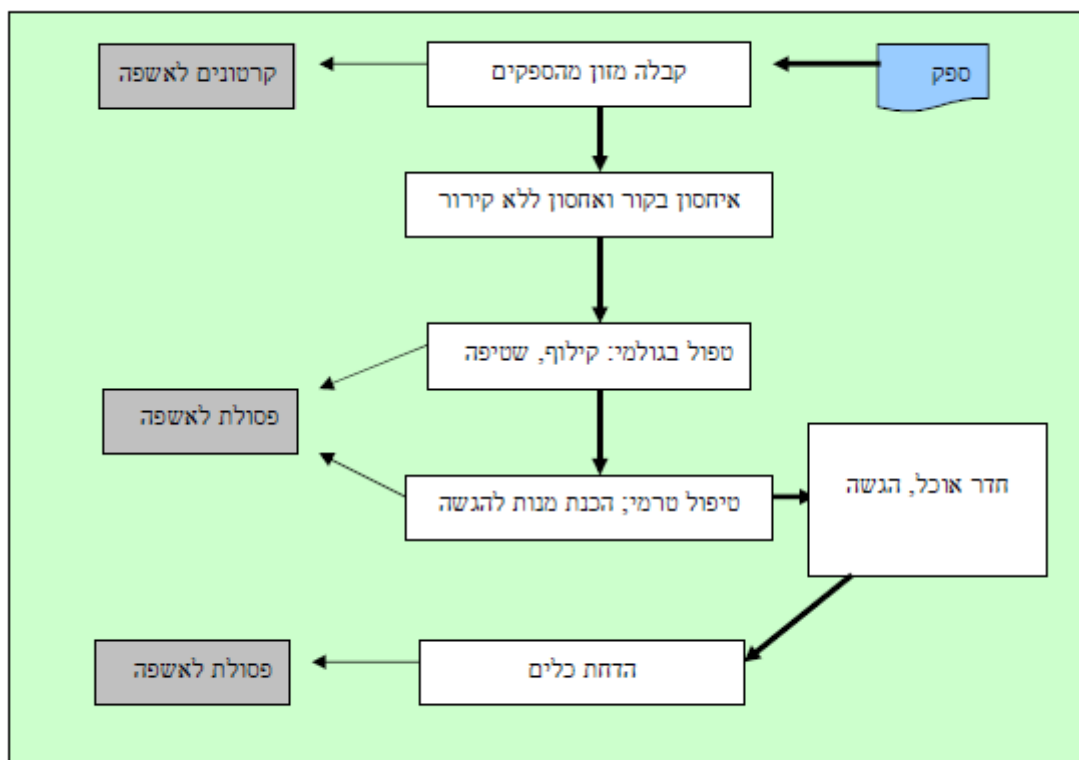 ספק
קבלה מזון מהספקים
קרטונים לאשפה
איחסון בקור ואחסון ללא קירור
טפול בגולמי: קילוף, שטיפה
פסולת לאשפה
טיפול טרמי; הכנת מנות להגשה
חדר אוכל, הגשה
הדחת כלים
פסולת לאשפה